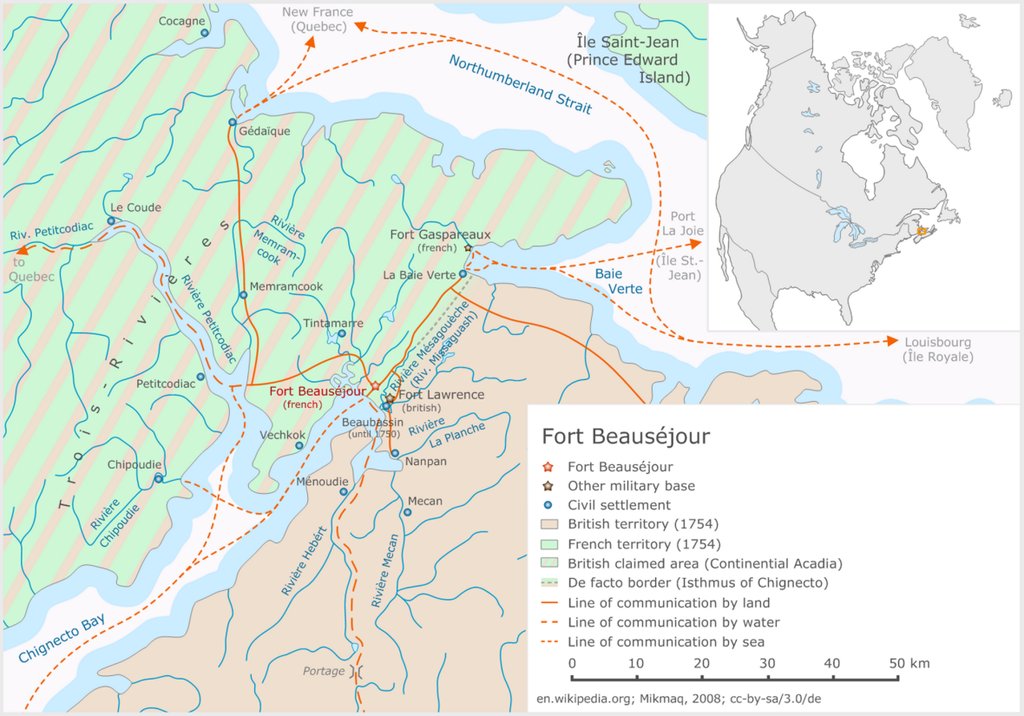 Cocagne
New France
(Quebec)
Île Saint-Jean
(Prince Edward
Island)
Northumberland Strait
Gédaïque
Le Coude
Riv. Petitcodiac
to
Quebec
Rivière
Memram-
cook
Fort Gaspareaux
(french)
Port
La Joie
(Île St.-
Jean)
La Baie Verte
Baie
Verte
Memramcook
Rivière Petitcodiac
Trois-Rivières
Tintamarre
Rivière Mésagouèche
(Riv. Missaguash)
Louisbourg
(Île Royale)
Petitcodiac
Fort Beauséjour
(french)
Fort Lawrence
(british)
Beaubassin
(until 1750)
Rivière
La Planche
Vechkok
Nanpan
Chipoudie
Ménoudie
Mecan
Rivière
Chipoudie
Rivière Hebért
Rivière Mecan
Chignecto Bay
Portage
Fort Beauséjour
Fort Beauséjour
Other military base
Civil settlement
British territory (1754)
French territory (1754)
British claimed area (Continental Acadia)
De facto border (Isthmus of Chignecto)
Line of communication by land
Line of communication by water
Line of communication by sea
0 10 20 30 40 50 km
en.wikipedia.org; Mikmaq, 2008; cc-by-sa/3.0/de